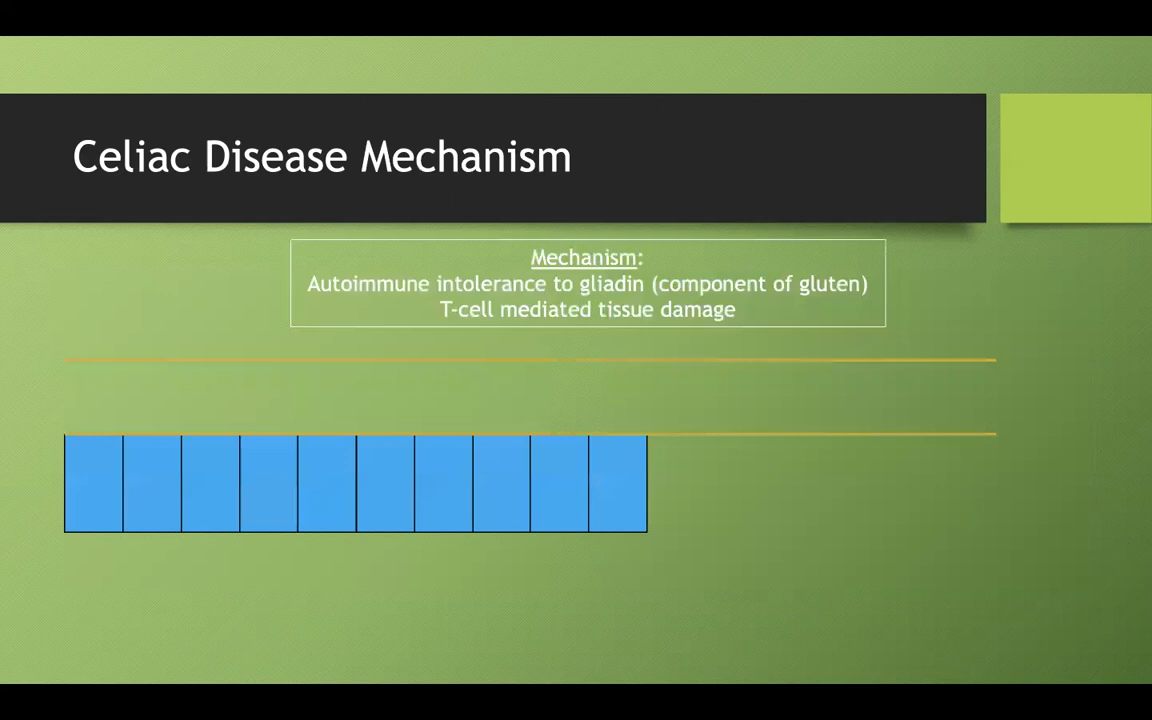 Celiac Disease Mechanism
Mechanism:
Autoimmune intolerance to gliadin (component of gluten)
T-cell mediated tissue damage